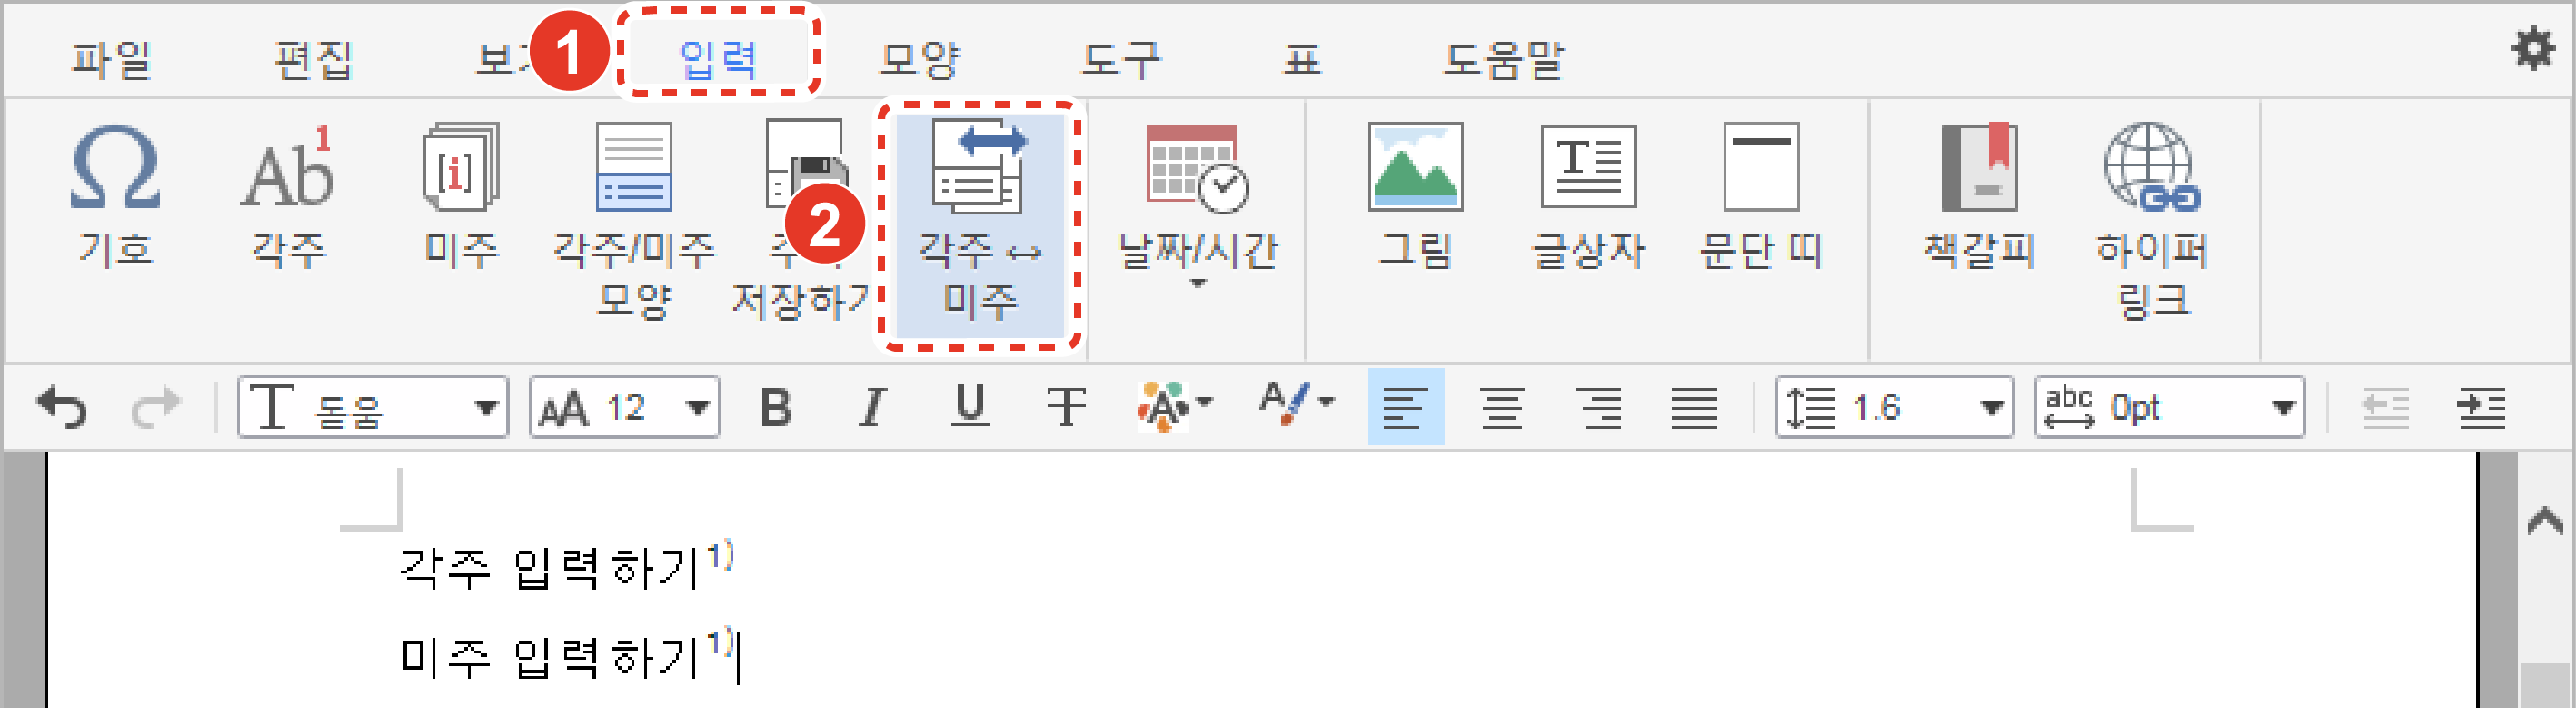 파일 편집 보기 입력 모양 도구 표 도움말
1
Ω Ab1 [i] T
기호 각주 미주 각주/미주 모양 저장하기 각주 ↔ 미주 날짜/시간 그림 글상자 문단 띠 책갈피 하이퍼링크
2
T 돋움 AA 12 B I U T A A 1.6 abc 0pt
각주 입력하기1)
미주 입력하기1)